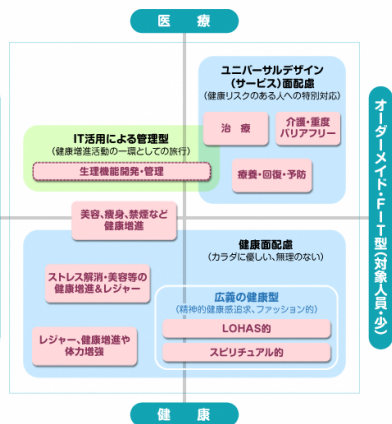 医 療
ユニバーサルデザイン
(サービス)面配慮
(健康リスクのある人への特別対応)
治 療
介護・重度
バリアフリー
療養・回復・予防
IT活用による管理型
(健康増進活動の一環としての旅行)
生理機能開発・管理
オーダーメイド・FIT型(対象人員・少)
美容、痩身、禁煙など
健康増進
健康面配慮
(カラダに優しい、無理のない)
ストレス解消・美容等の
健康増進&レジャー
広義の健康型
(精神的健康感追求、ファッション的)
LOHAS的
スピリチュアル的
レジャー、健康増進や
体力増強
健 康